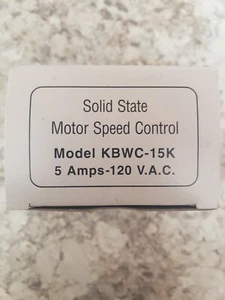 Solid State
Motor Speed Control
Model KBWC-15K
5 Amps-120 V.A.C.